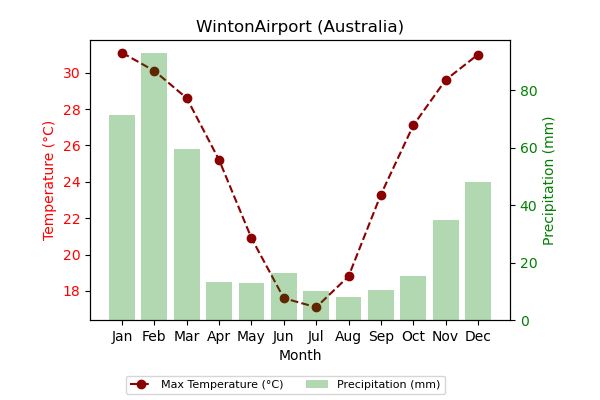 WintonAirport (Australia)
Temperature (°C)
30
28
26
24
22
20
18
80
60
40
20
0
Precipitation (mm)
Jan Feb Mar Apr May Jun Jul Aug Sep Oct Nov Dec
Month
Max Temperature (°C) Precipitation (mm)